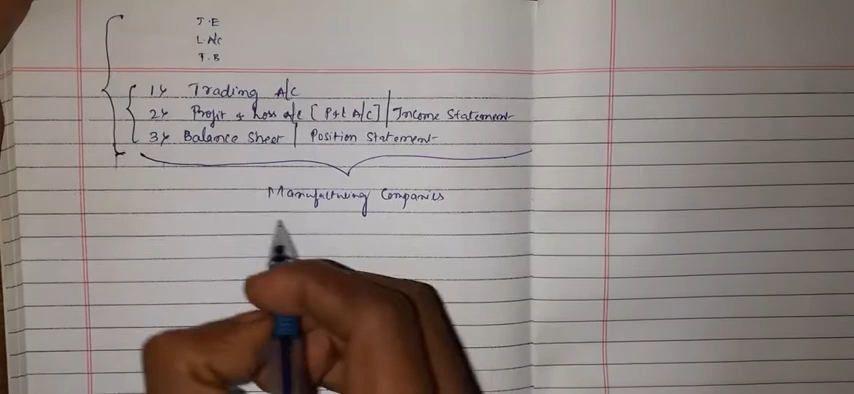 J.E
L.A/c
T.B
1) Trading A/c
2) Profit & Loss A/c [P&L A/C] | Income Statement
3) Balance Sheet | Position Statement
Manufacturing Companies